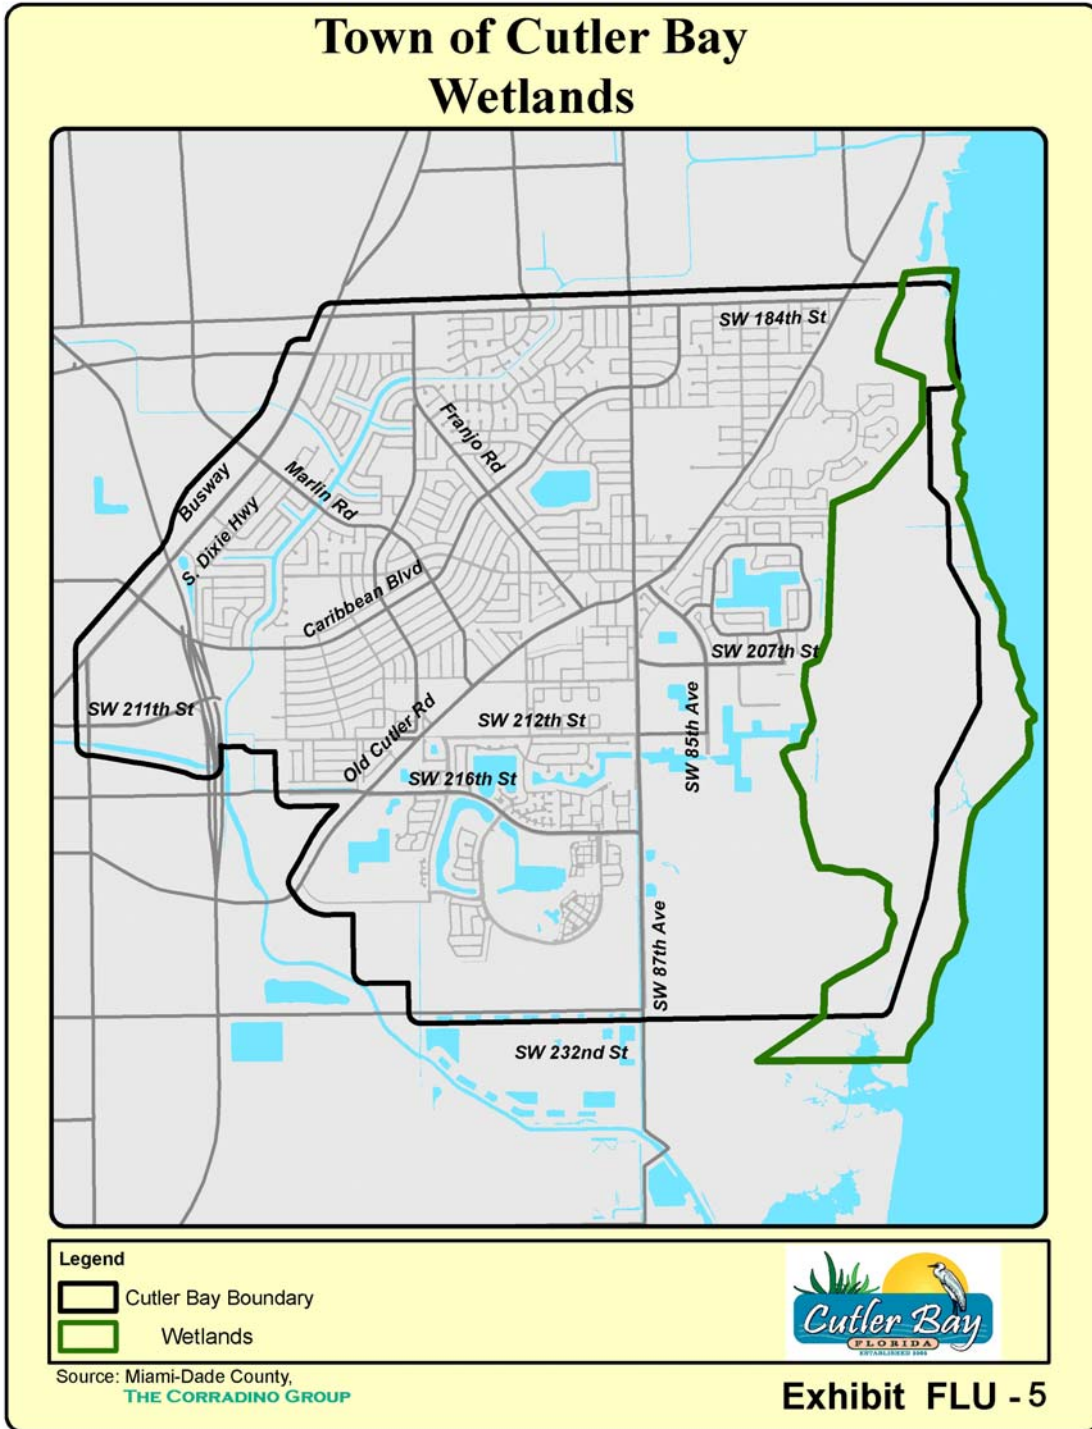 Town of Cutler Bay
Wetlands
SW 184th St
Franjo Rd
Marlin Rd
Busway
S. Dixie Hwy
Caribbean Blvd
SW 207th St
SW 211th St
Old Cutler Rd
SW 212th St
SW 85th Ave
SW 216th St
SW 87th Ave
SW 232nd St
Legend
Cutler Bay Boundary
Wetlands
Cutler Bay
FLORIDA
Source: Miami-Dade County,
THE CORRADINO GROUP
Exhibit FLU - 5